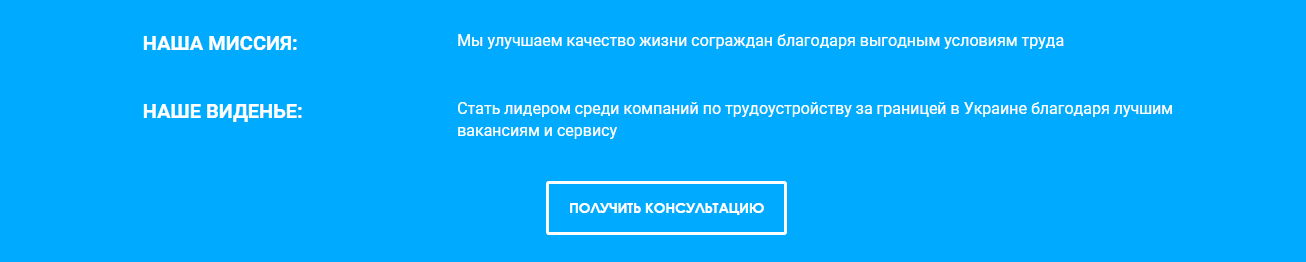 НАША МИССИЯ:
Мы улучшаем качество жизни сограждан благодаря выгодным условиям труда
НАШЕ ВИДЕНЬЕ:
Стать лидером среди компаний по трудоустройству за границей в Украине благодаря лучшим
вакансиям и сервису
ПОЛУЧИТЬ КОНСУЛЬТАЦИЮ